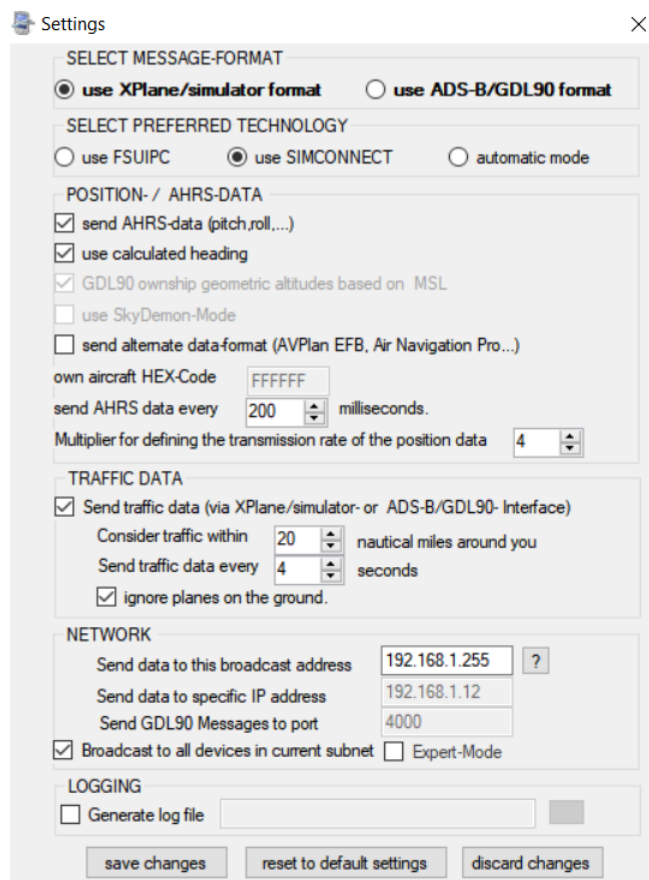 Settings
SELECT MESSAGE-FORMAT
use XPlane/simulator format use ADS-B/GDL90 format
SELECT PREFERRED TECHNOLOGY
use FSUIPC use SIMCONNECT automatic mode
POSITION- / AHRS-DATA
send AHRS-data (pitch,roll,...)
use calculated heading
GDL90 ownship geometric altitudes based on MSL
use SkyDemon-Mode
send alternate data-format (AVPlan EFB, Air Navigation Pro...)
own aircraft HEX-Code FFFFFF
send AHRS data every 200 milliseconds.
Multiplier for defining the transmission rate of the position data 4
TRAFFIC DATA
Send traffic data (via XPlane/simulator- or ADS-B/GDL90- Interface)
Consider traffic within 20 nautical miles around you
Send traffic data every 4 seconds
ignore planes on the ground.
NETWORK
Send data to this broadcast address 192.168.1.255 ?
Send data to specific IP address 192.168.1.12
Send GDL90 Messages to port 4000
Broadcast to all devices in current subnet Expert-Mode
LOGGING
Generate log file
save changes reset to default settings discard changes